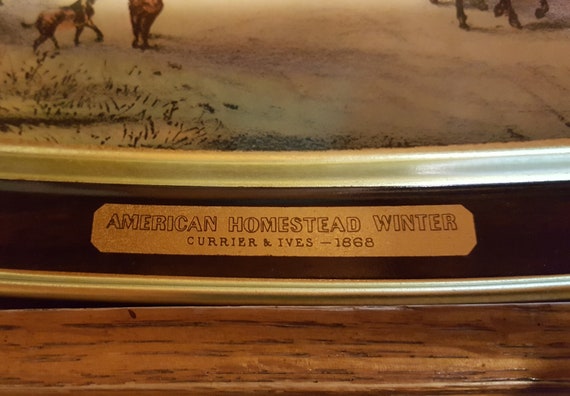 AMERICAN HOMESTEAD WINTER
CURRIER & IVES - 1868